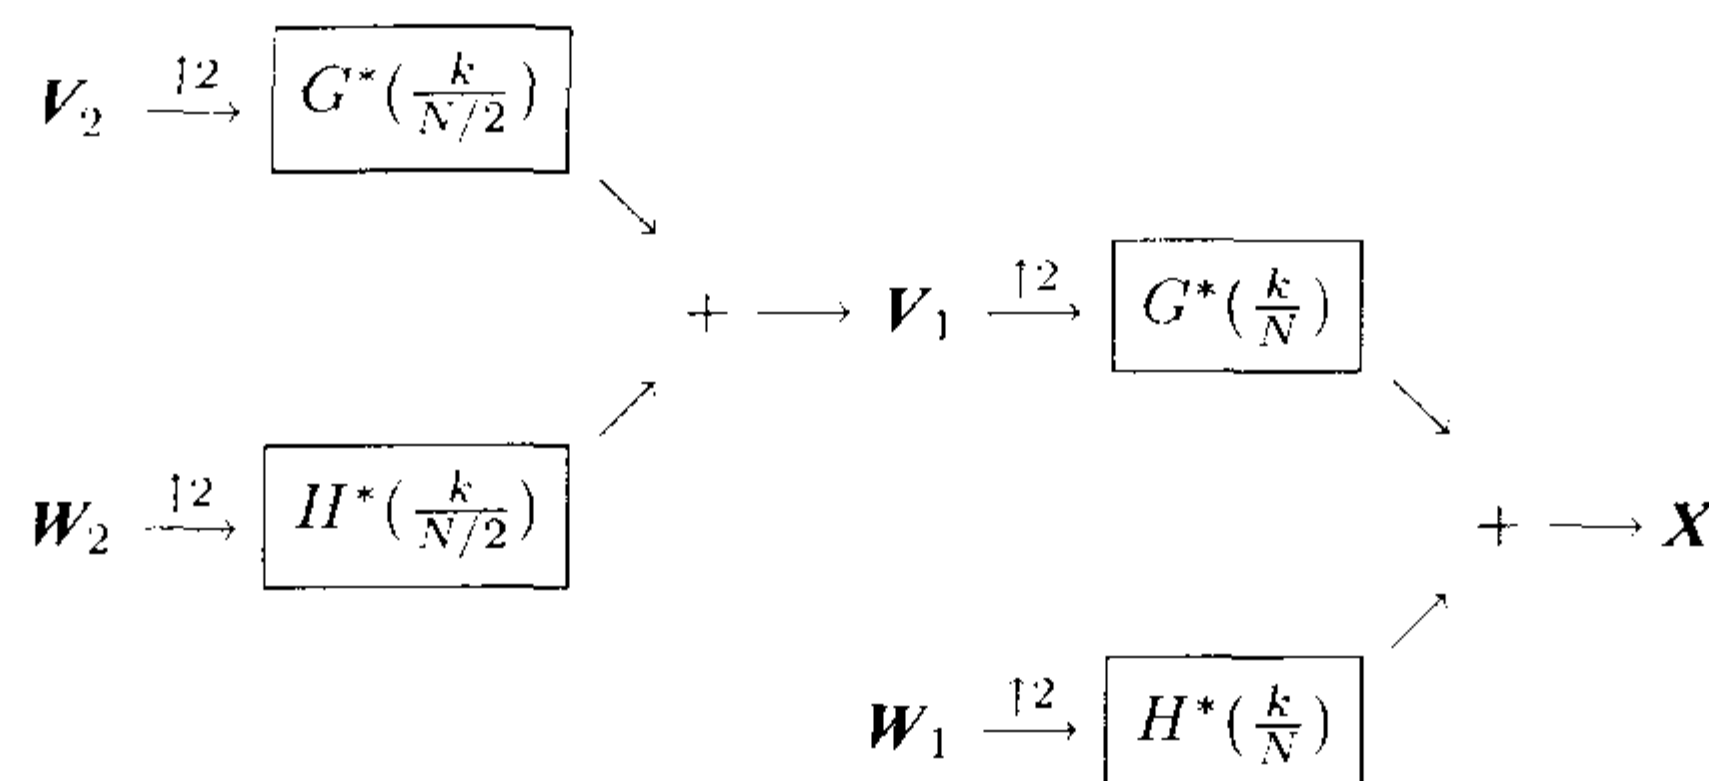 V₂ ↑2 → G*(k/(N/2))
+ → V₁ ↑2 → G*(k/N)
W₂ ↑2 → H*(k/(N/2))
+ → X
W₁ ↑2 → H*(k/N)